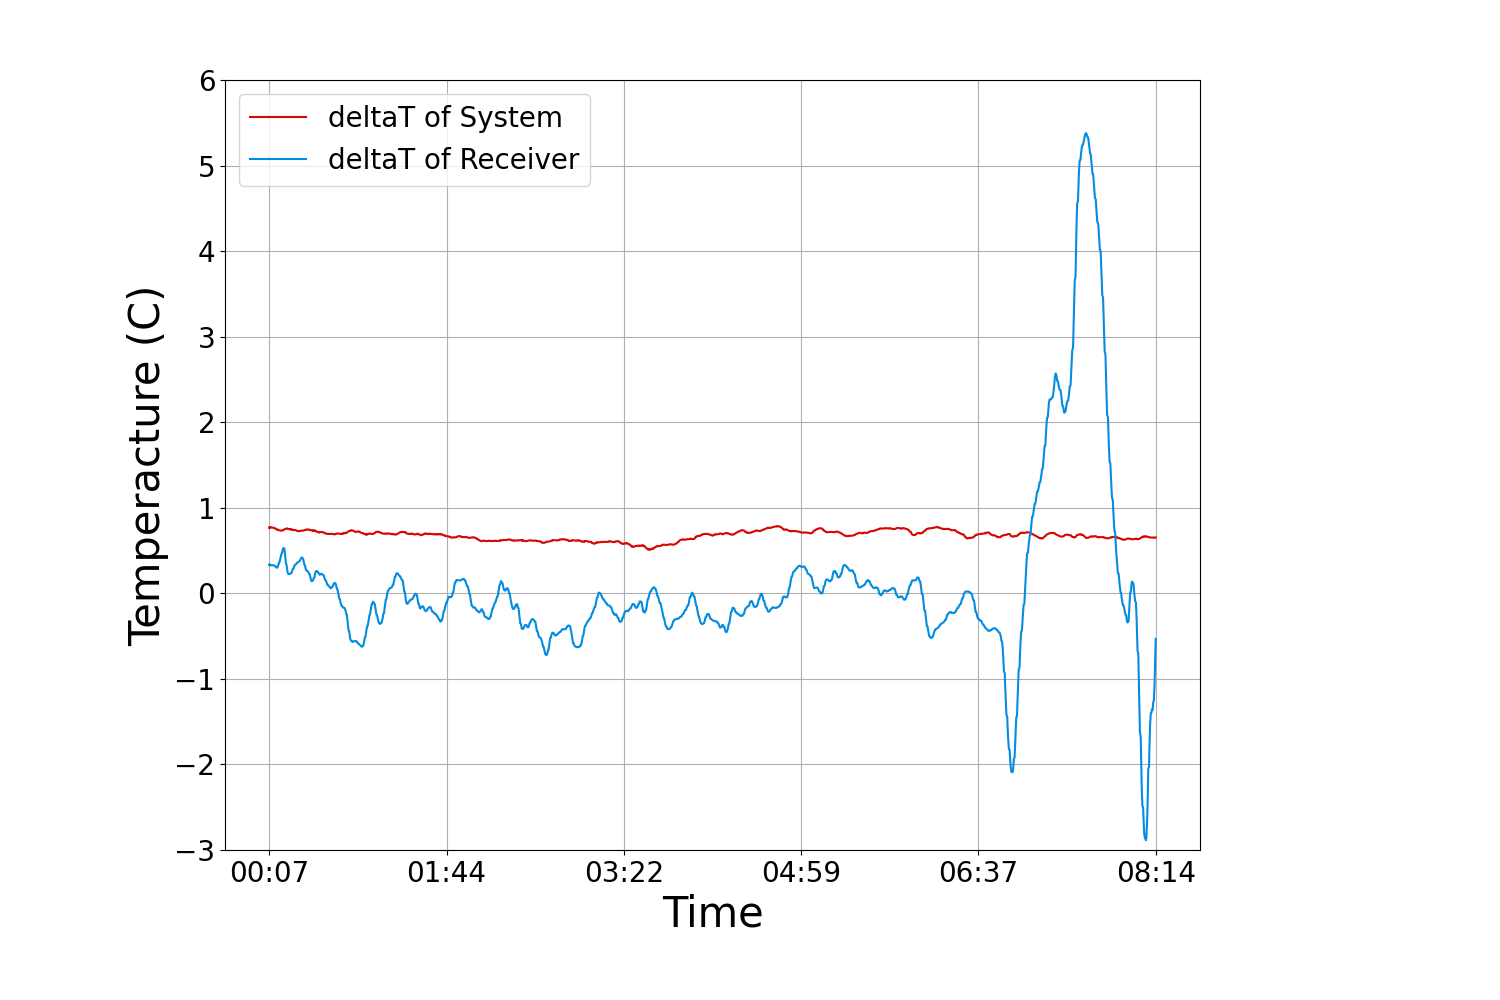 deltaT of System
deltaT of Receiver
6
5
4
3
2
1
0
−1
−2
−3
Temperacture (C)
00:07 01:44 03:22 04:59 06:37 08:14
Time